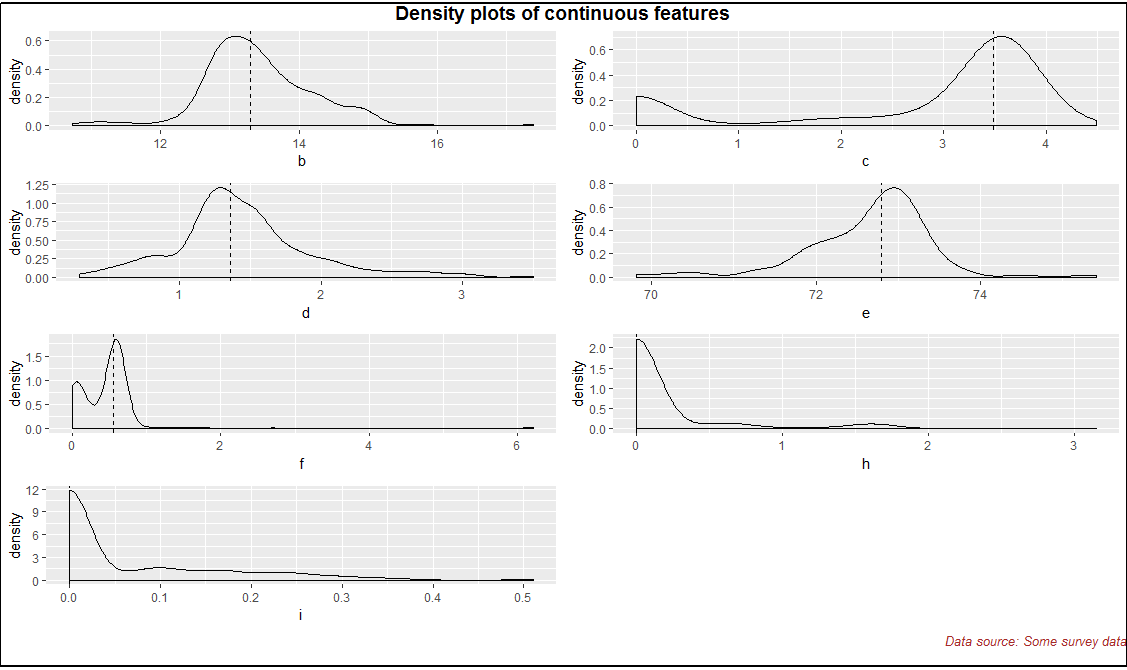 Density plots of continuous features
density
0.6
0.4
0.2
0.0
12 14 16
b
density
0.6
0.4
0.2
0.0
0 1 2 3 4
c
density
1.25
1.00
0.75
0.50
0.25
0.00
1 2 3
d
density
0.8
0.6
0.4
0.2
0.0
70 72 74
e
density
1.5
1.0
0.5
0.0
0 2 4 6
f
density
2.0
1.5
1.0
0.5
0.0
0 1 2 3
h
density
12
9
6
3
0
0.0 0.1 0.2 0.3 0.4 0.5
i
Data source: Some survey data